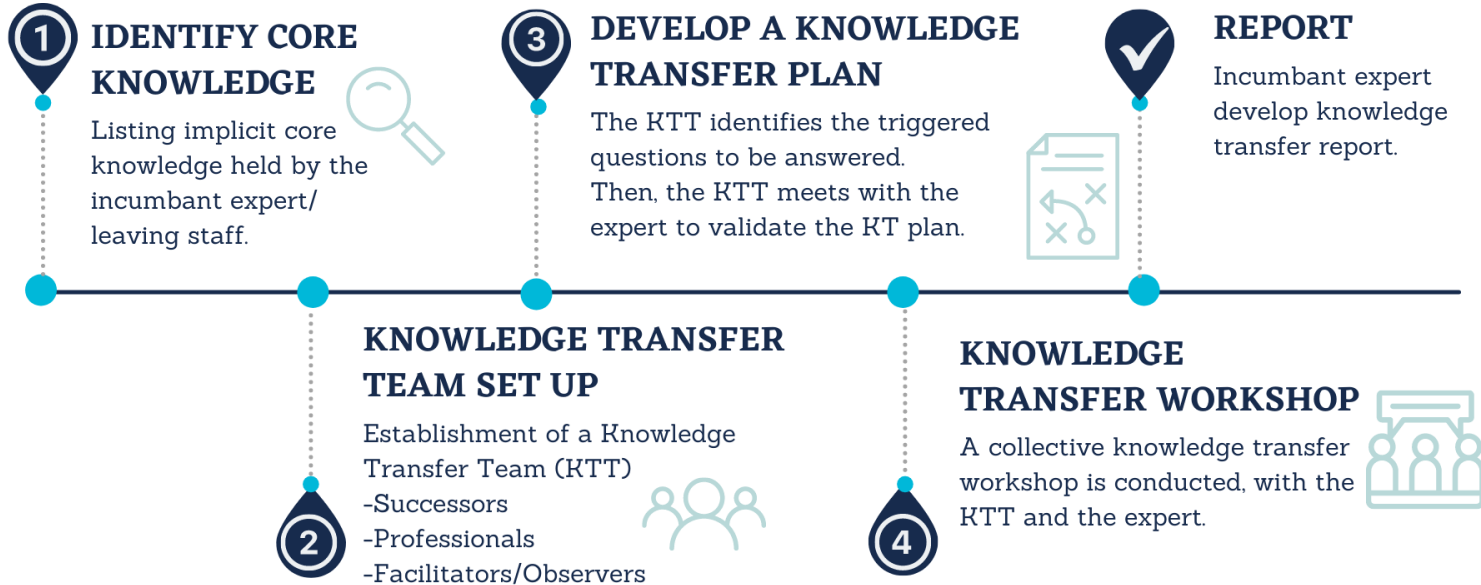 1
IDENTIFY CORE
KNOWLEDGE
Listing implicit core
knowledge held by the
incumbant expert/
leaving staff.
2
KNOWLEDGE TRANSFER
TEAM SET UP
Establishment of a Knowledge
Transfer Team (KTT)
-Successors
-Professionals
-Facilitators/Observers
3
DEVELOP A KNOWLEDGE
TRANSFER PLAN
The KTT identifies the triggered
questions to be answered.
Then, the KTT meets with the
expert to validate the KT plan.
4
KNOWLEDGE
TRANSFER WORKSHOP
A collective knowledge transfer
workshop is conducted, with the
KTT and the expert.
REPORT
Incumbant expert
develop knowledge
transfer report.